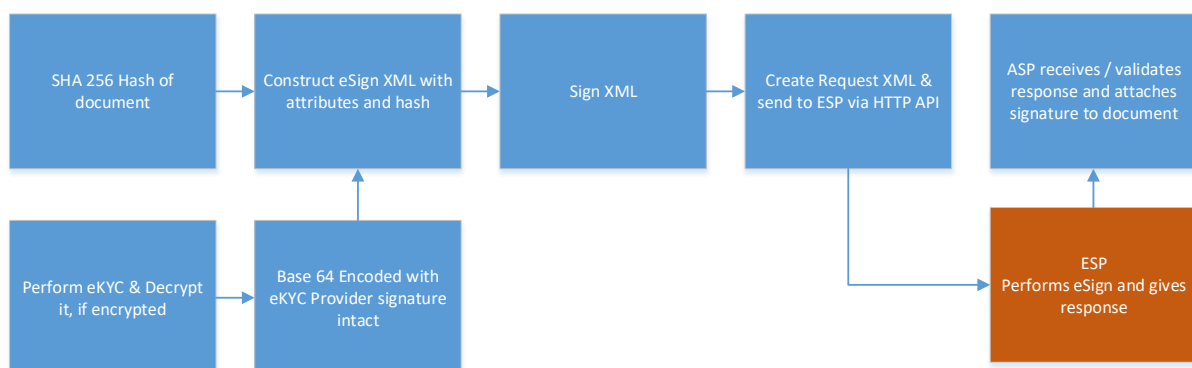 SHA 256 Hash of
document
Construct eSign XML with
attributes and hash
Sign XML
Create Request XML &
send to ESP via HTTP API
ASP receives / validates
response and attaches
signature to document
Perform eKYC & Decrypt
it, if encrypted
Base 64 Encoded with
eKYC Provider signature
intact
ESP
Performs eSign and gives
response